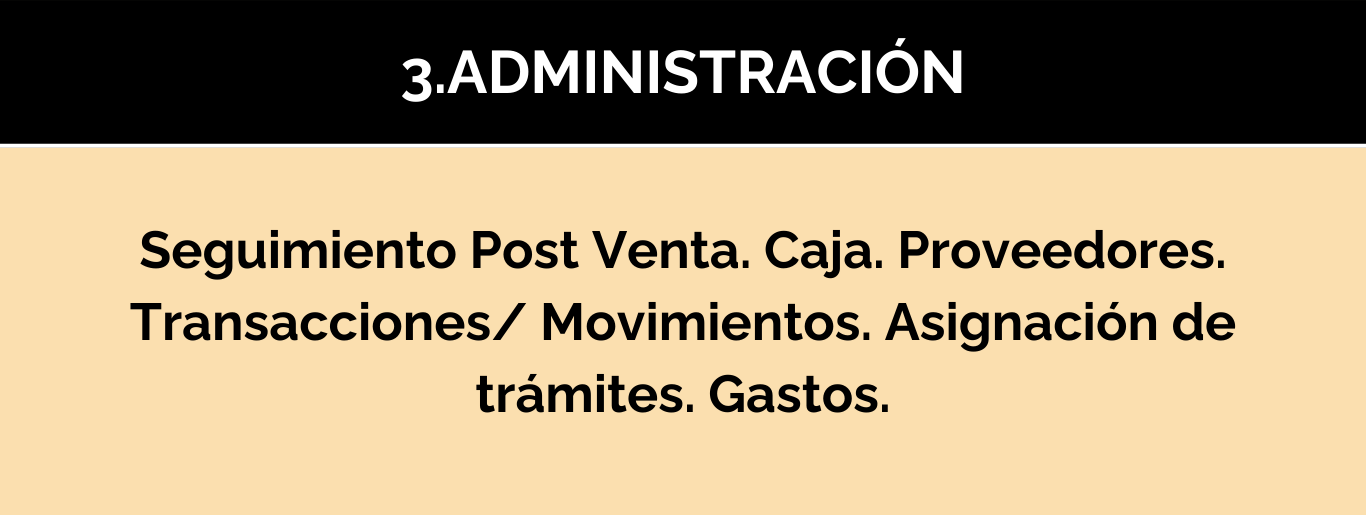 3.ADMINISTRACIÓN
Seguimiento Post Venta. Caja. Proveedores.
Transacciones/ Movimientos. Asignación de
trámites. Gastos.